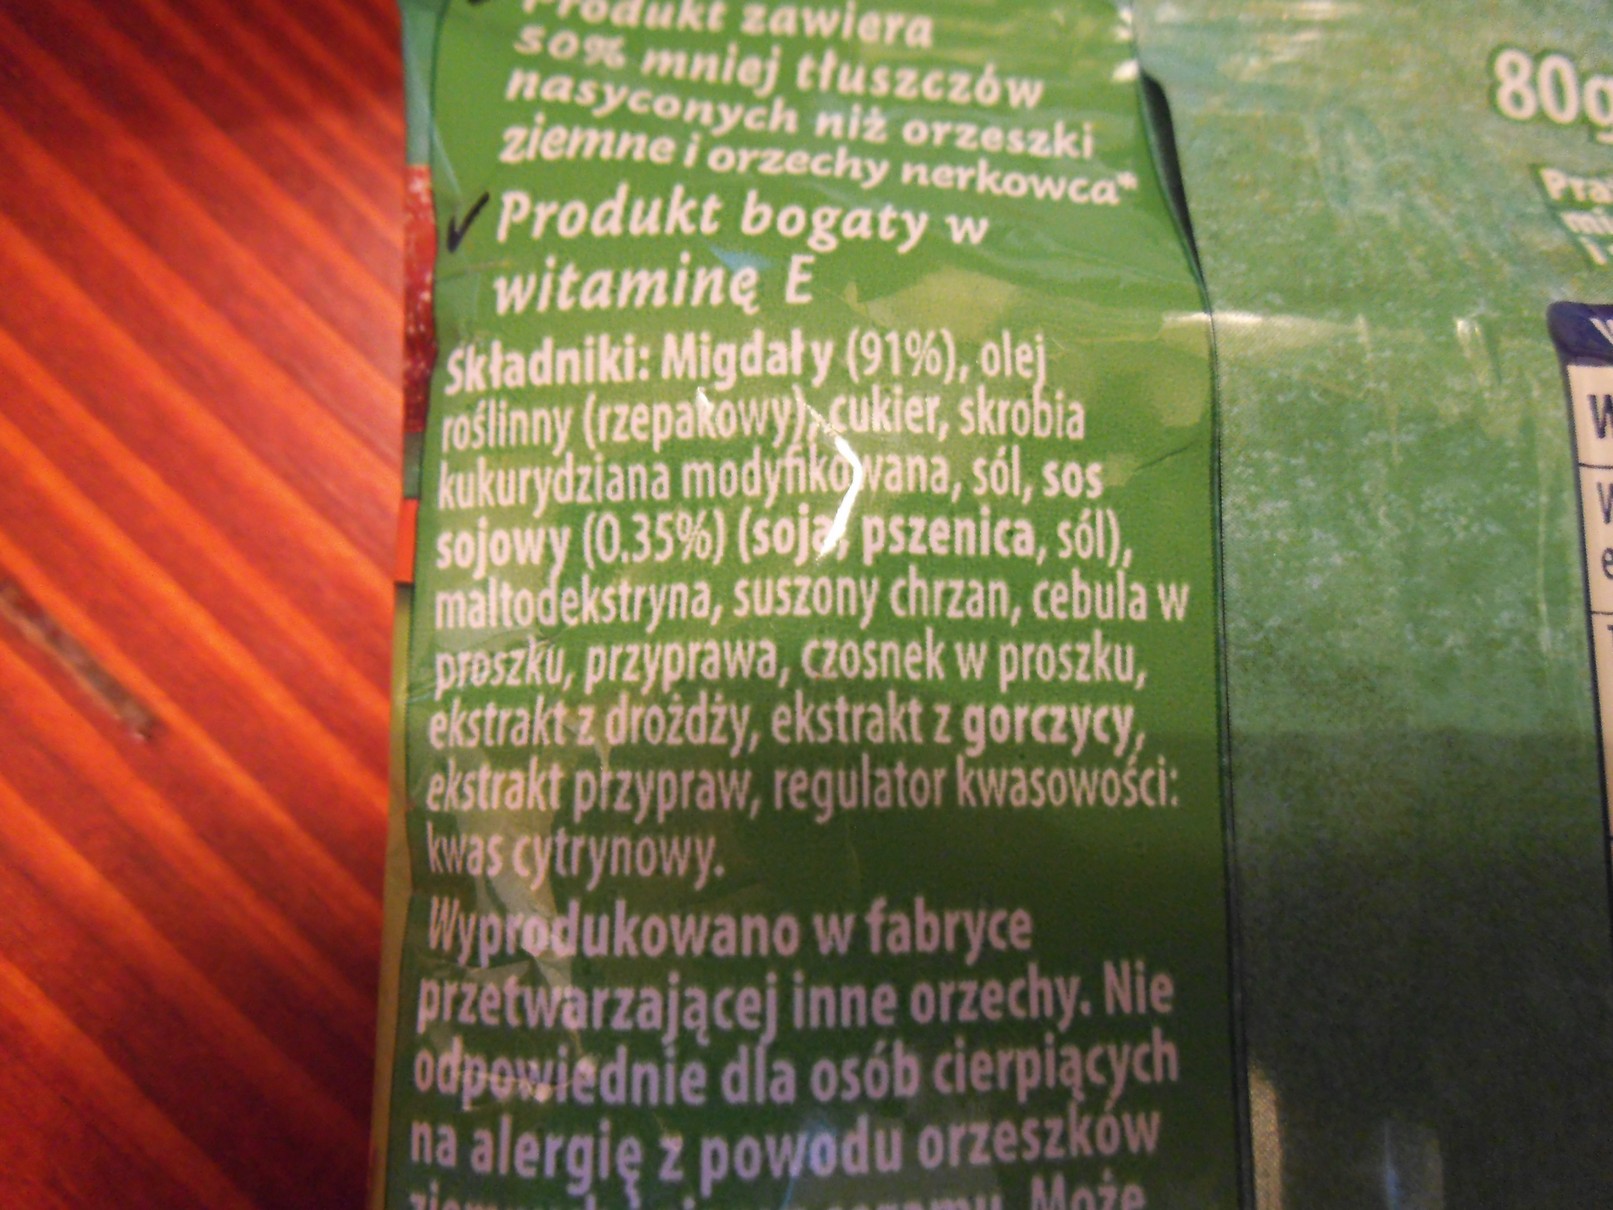 Produkt zawiera
50% mniej tłuszczów
nasyconych niż orzeszki
ziemne i orzechy nerkowca*
✓ Produkt bogaty w
witaminę E
Składniki: Migdały (91%), olej
roślinny (rzepakowy), cukier, skrobia
kukurydziana modyfikowana, sól, sos
sojowy (0.35%) (soja, pszenica, sól),
maltodekstryna, suszony chrzan, cebula w
proszku, przyprawa, czosnek w proszku,
ekstrakt z drożdży, ekstrakt z gorczycy,
ekstrakt przypraw, regulator kwasowości:
kwas cytrynowy.
Wyprodukowano w fabryce
przetwarzającej inne orzechy. Nie
odpowiednie dla osób cierpiących
na alergię z powodu orzeszków
Może
80g